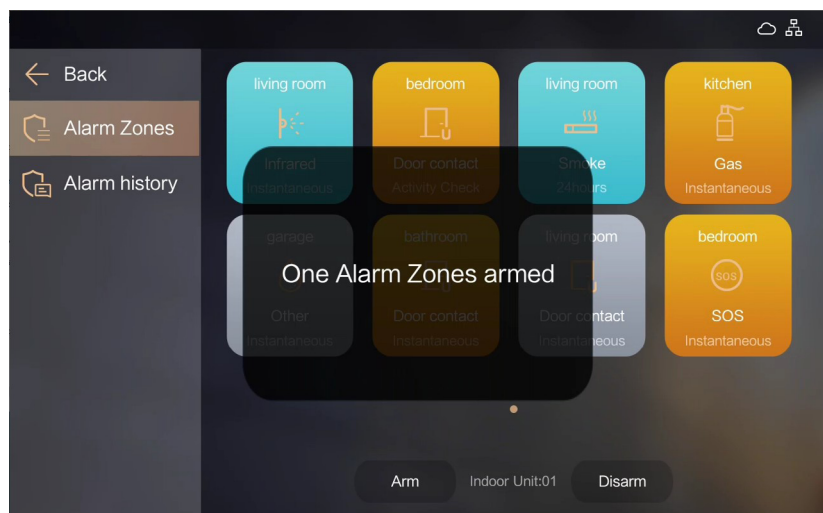 Back
Alarm Zones
Alarm history
living room
bedroom
living room
kitchen
Infrared
Door contact
Smoke
Gas
Instantaneous
Activity Check
24hours
Instantaneous
garage
bathroom
living room
bedroom
sos
One Alarm Zones armed
Other
Door contact
Door contact
SOS
Instantaneous
Instantaneous
Instantaneous
Instantaneous
Arm
Indoor Unit:01
Disarm